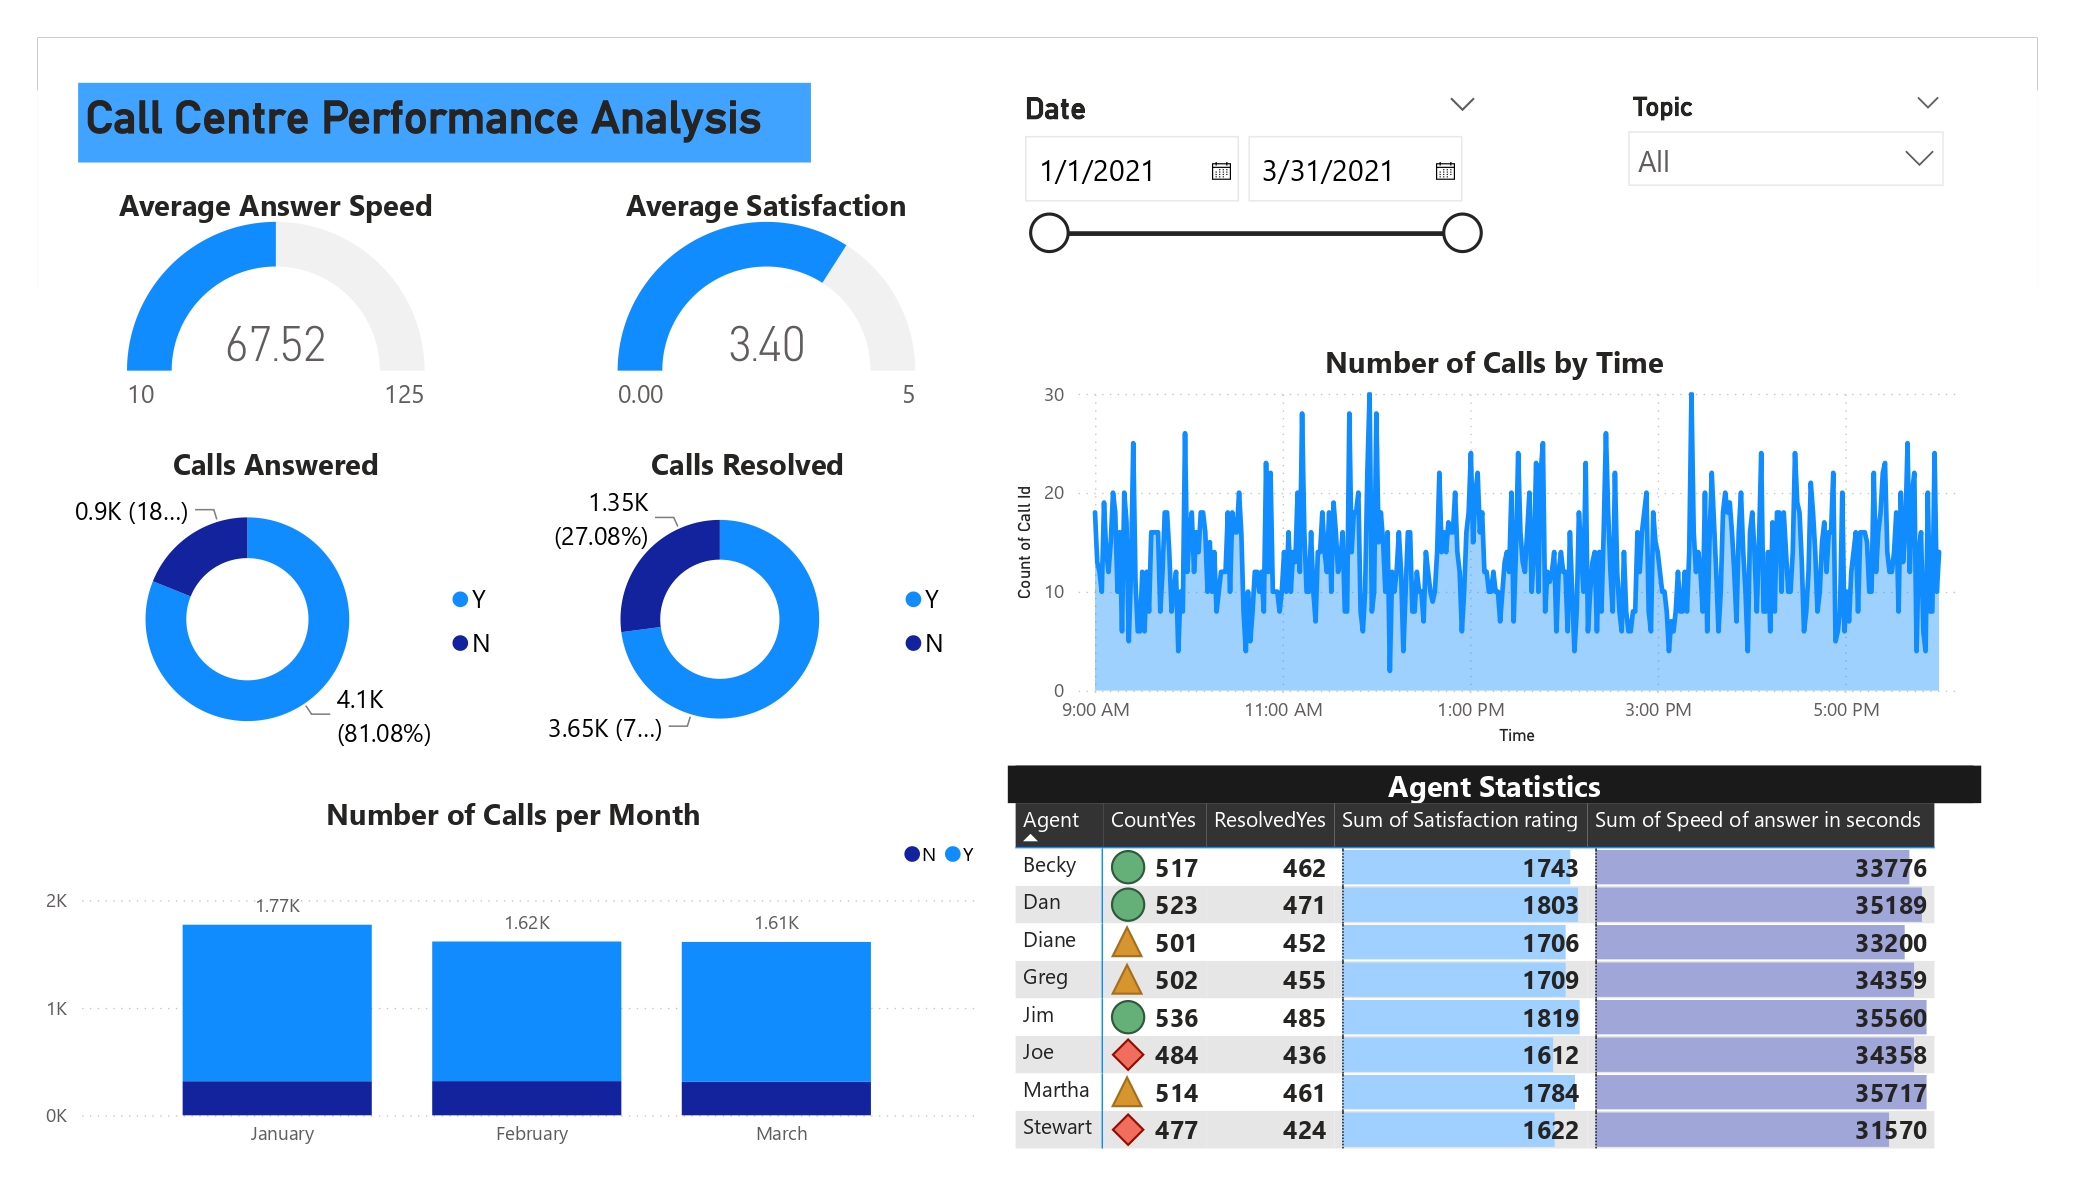 Call Centre Performance Analysis
Date
1/1/2021
3/31/2021
Topic
All
Average Answer Speed
67.52
10
125
Average Satisfaction
3.40
0.00
5
Calls Answered
0.9K (18...)
4.1K
(81.08%)
Y
N
Calls Resolved
1.35K
(27.08%)
3.65K (7...)
Y
N
Number of Calls by Time
Count of Call Id
30
20
10
0
9:00 AM
11:00 AM
1:00 PM
3:00 PM
5:00 PM
Time
Number of Calls per Month
N Y
2K
1K
0K
1.77K
1.62K
1.61K
January
February
March
Agent Statistics
Agent CountYes ResolvedYes Sum of Satisfaction rating Sum of Speed of answer in seconds
Becky 517 462 1743 33776
Dan 523 471 1803 35189
Diane 501 452 1706 33200
Greg 502 455 1709 34359
Jim 536 485 1819 35560
Joe 484 436 1612 34358
Martha 514 461 1784 35717
Stewart 477 424 1622 31570